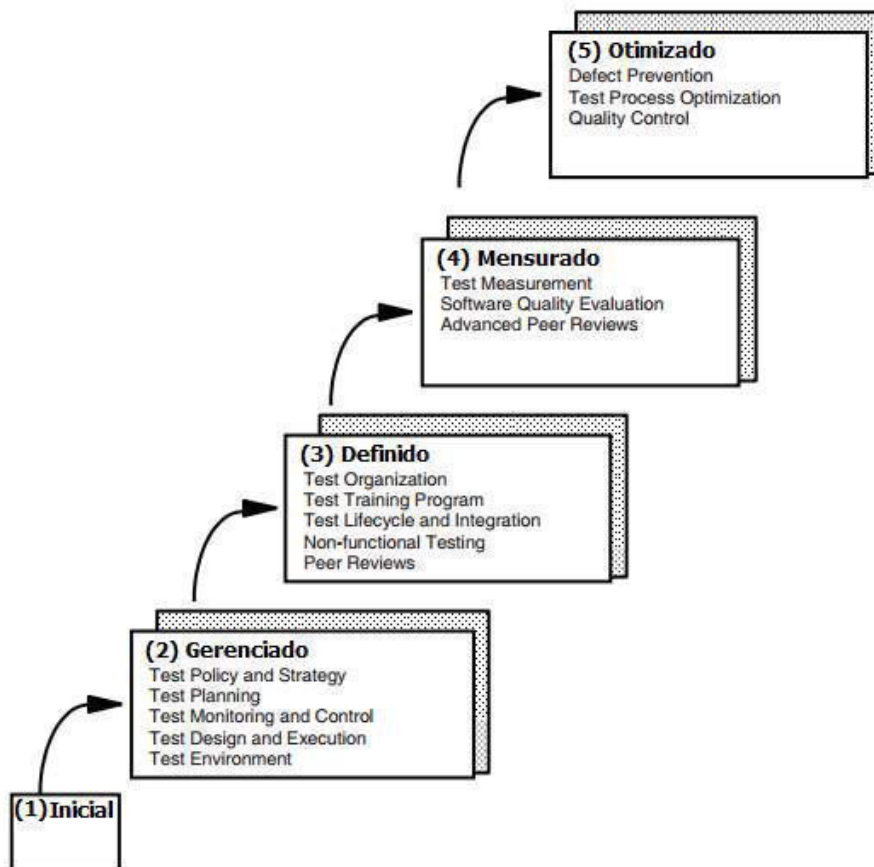 (5) Otimizado
Defect Prevention
Test Process Optimization
Quality Control
(4) Mensurado
Test Measurement
Software Quality Evaluation
Advanced Peer Reviews
(3) Definido
Test Organization
Test Training Program
Test Lifecycle and Integration
Non-functional Testing
Peer Reviews
(2) Gerenciado
Test Policy and Strategy
Test Planning
Test Monitoring and Control
Test Design and Execution
Test Environment
(1) Inicial